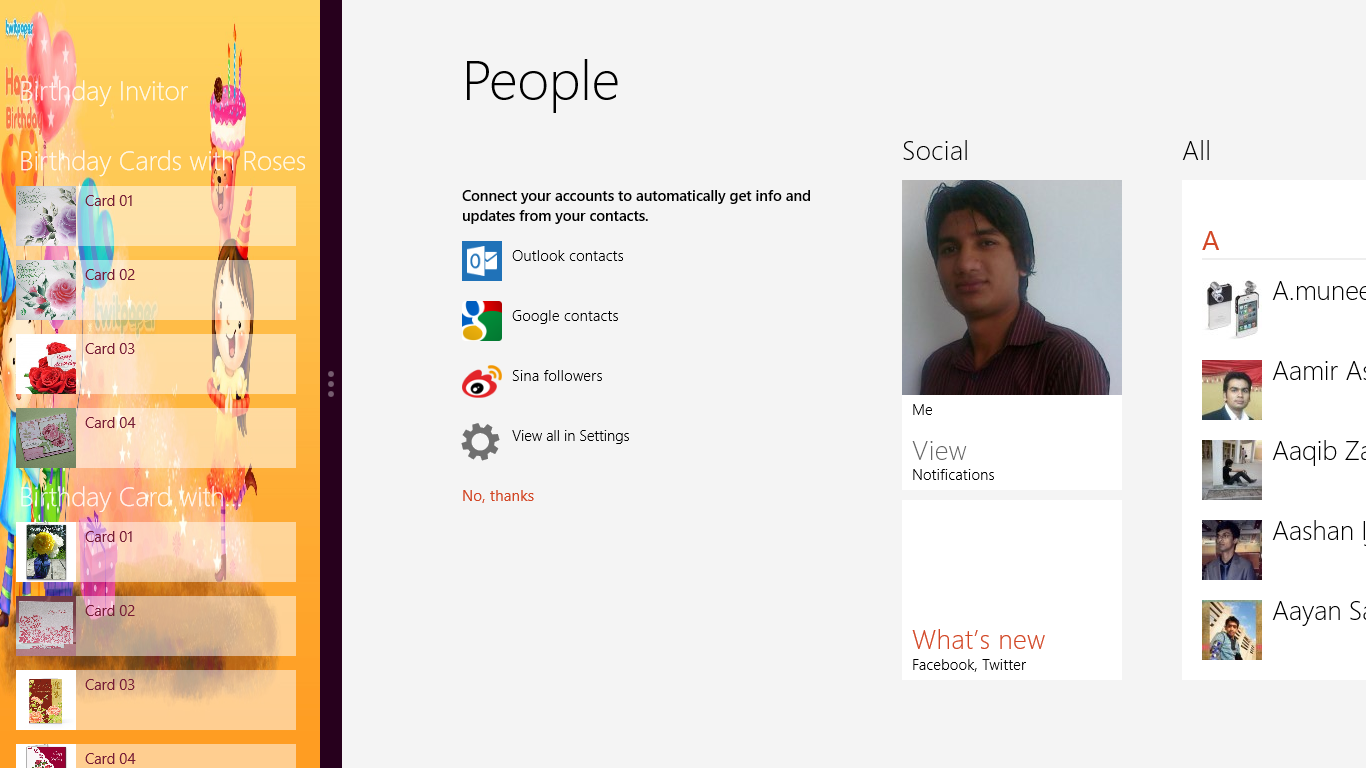 twitpaper
Happy
Birthday
Birthday Invitor
Birthday Cards with Roses
Card 01
Card 02
twitpaper
Card 03
Card 04
Birthday Card with...
Card 01
Card 02
Card 03
Card 04
People
Connect your accounts to automatically get info and
updates from your contacts.
Outlook contacts
Google contacts
Sina followers
View all in Settings
No, thanks
Social
Me
View
Notifications
What's new
Facebook, Twitter
All
A
A.munee
Aamir As
Aaqib Za
Aashan
Aayan Sa